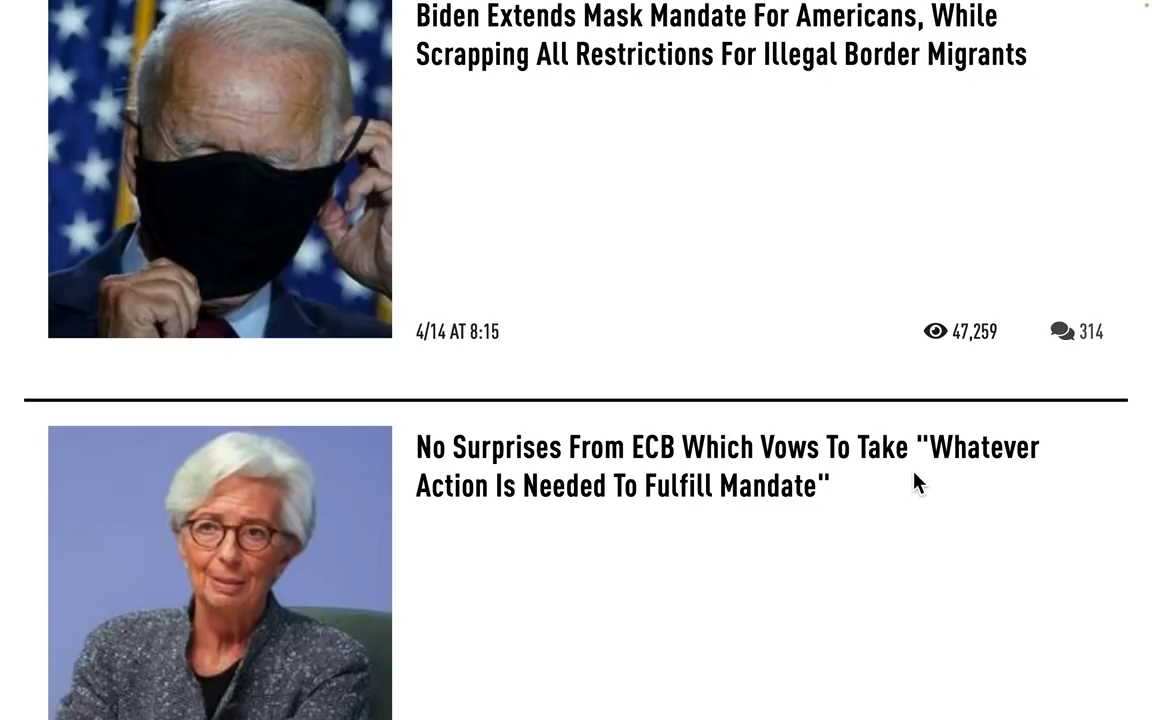 Biden Extends Mask Mandate For Americans, While
Scrapping All Restrictions For Illegal Border Migrants
4/14 AT 8:15
47,259
314
No Surprises From ECB Which Vows To Take "Whatever
Action Is Needed To Fulfill Mandate"